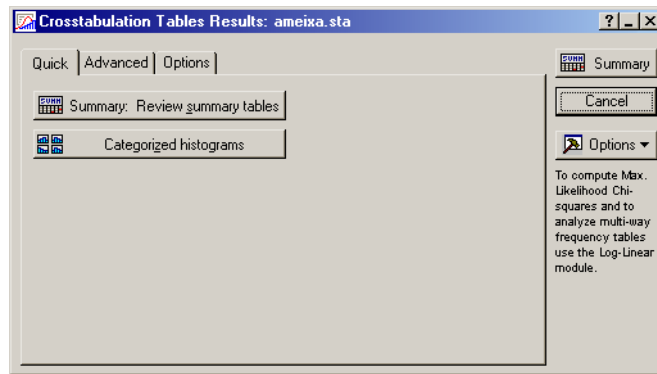 Crosstabulation Tables Results: ameixa.sta
Quick Advanced Options
Summary: Review summary tables
Categorized histograms
Summary
Cancel
Options
To compute Max.
Likelihood Chi-
squares and to
analyze multi-way
frequency tables
use the Log-Linear
module.